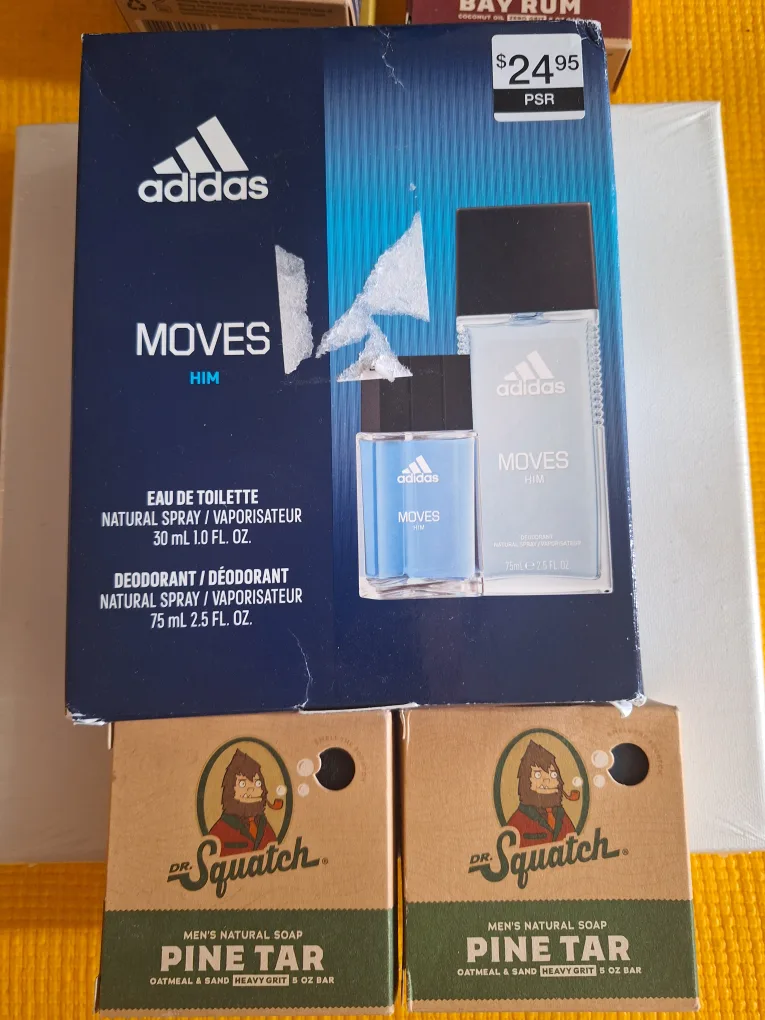 BAY RUM
COCONUT OIL ZERO GRIT
$24.95
PSR
adidas
MOVES
HIM
EAU DE TOILETTE
NATURAL SPRAY / VAPORISATEUR
30 mL 1.0 FL. OZ.
DEODORANT / DÉODORANT
NATURAL SPRAY / VAPORISATEUR
75 mL 2.5 FL. OZ.
adidas
MOVES
HIM
adidas
MOVES
HIM
DEODORANT
NATURAL SPRAY/VAPORISATEUR
75mL e 2.5 FL OZ
DR.
Squatch®
MEN'S NATURAL SOAP
PINE TAR
OATMEAL & SAND HEAVY GRIT 5 OZ BAR
DR.
Squatch®
MEN'S NATURAL SOAP
PINE TAR
OATMEAL & SAND HEAVY GRIT 5 OZ BAR